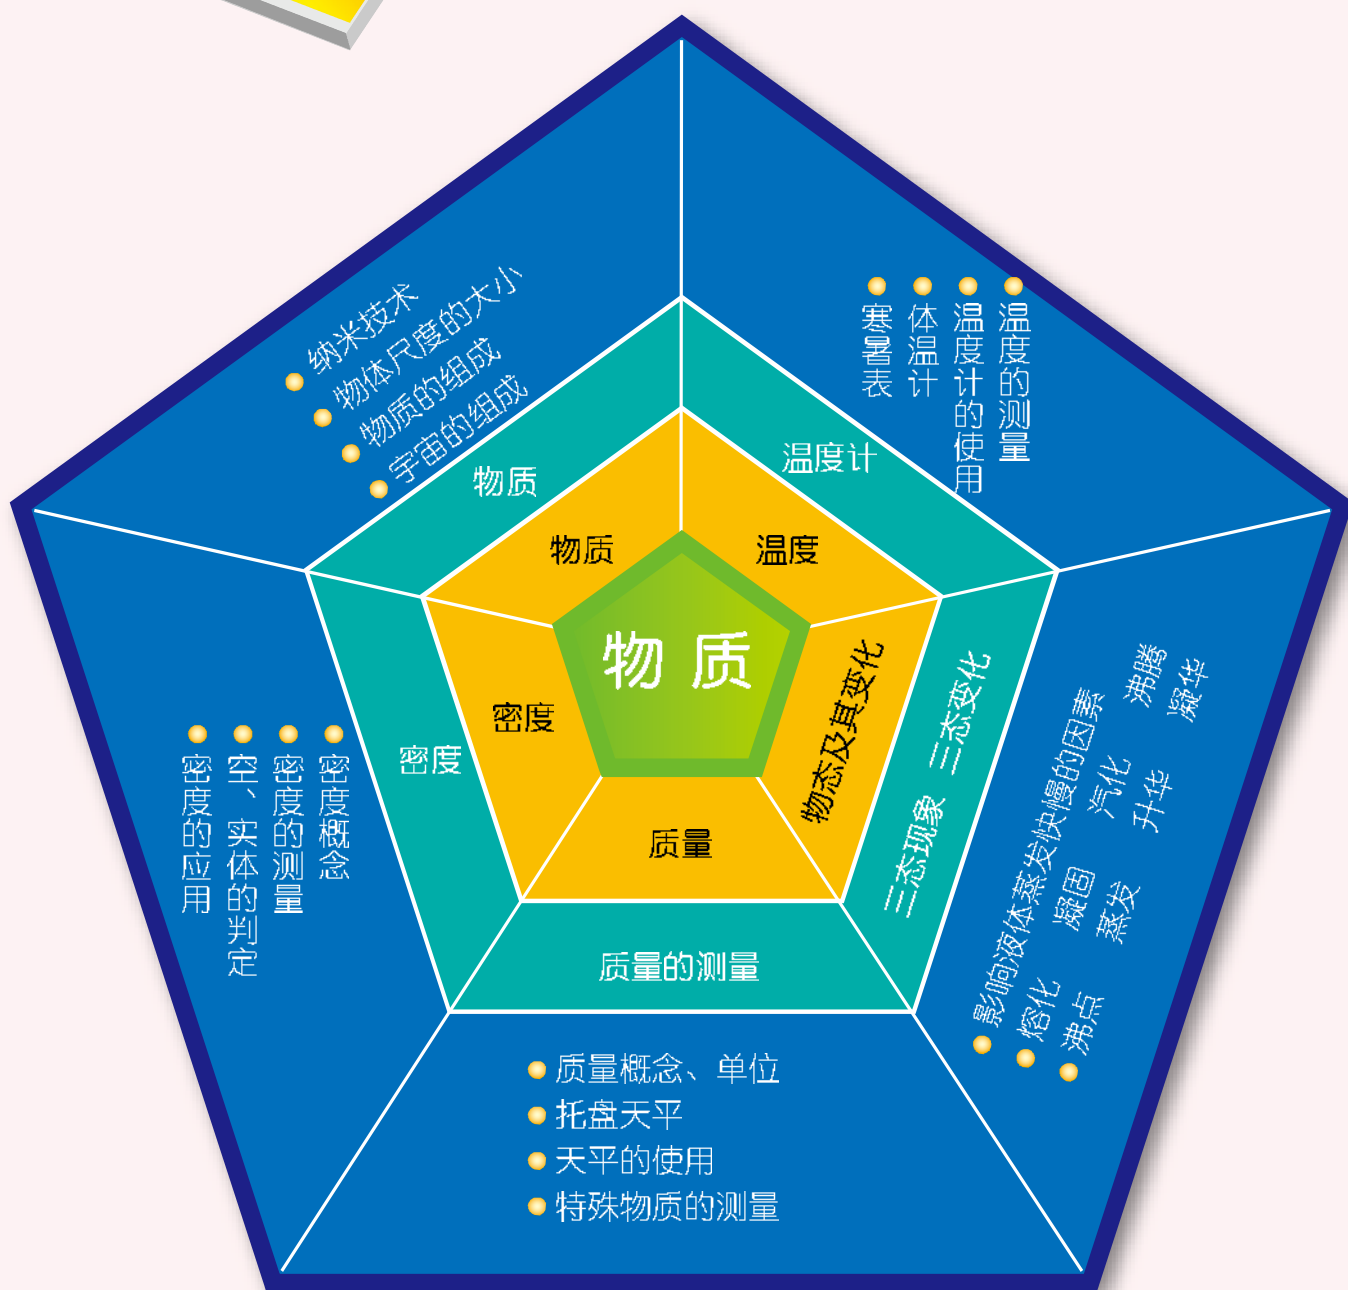 物 质
物质
温度
物态及其变化
质量
密度
物质
温度计
三态现象 三态变化
质量的测量
密度
纳米技术
物体尺度的大小
物质的组成
宇宙的组成
温度的测量
温度计的使用
体温计
寒暑表
影响液体蒸发快慢的因素
熔化 凝固 汽化 沸腾
沸点 蒸发 升华 凝华
质量概念、单位
托盘天平
天平的使用
特殊物质的测量
密度概念
密度的测量
空、实体的判定
密度的应用